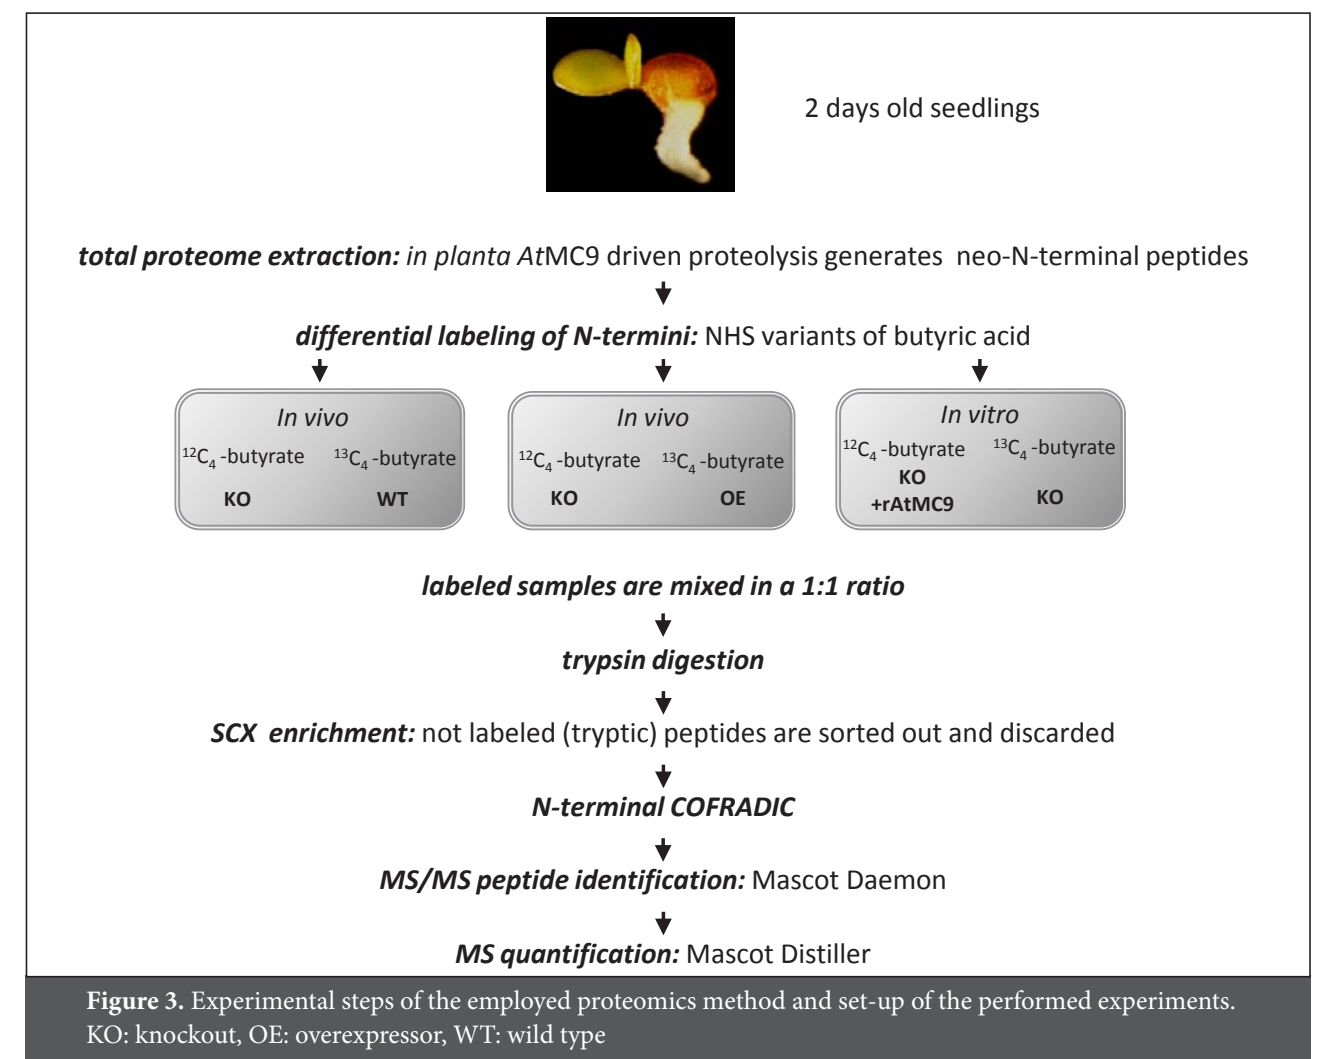 2 days old seedlings
total proteome extraction: in planta AtMC9 driven proteolysis generates neo-N-terminal peptides
differential labeling of N-termini: NHS variants of butyric acid
In vivo
¹²C₄ -butyrate ¹³C₄ -butyrate
KO WT
In vivo
¹²C₄ -butyrate ¹³C₄ -butyrate
KO OE
In vitro
¹²C₄ -butyrate ¹³C₄ -butyrate
KO
+rAtMC9 KO
labeled samples are mixed in a 1:1 ratio
trypsin digestion
SCX enrichment: not labeled (tryptic) peptides are sorted out and discarded
N-terminal COFRADIC
MS/MS peptide identification: Mascot Daemon
MS quantification: Mascot Distiller
Figure 3. Experimental steps of the employed proteomics method and set-up of the performed experiments.
KO: knockout, OE: overexpressor, WT: wild type